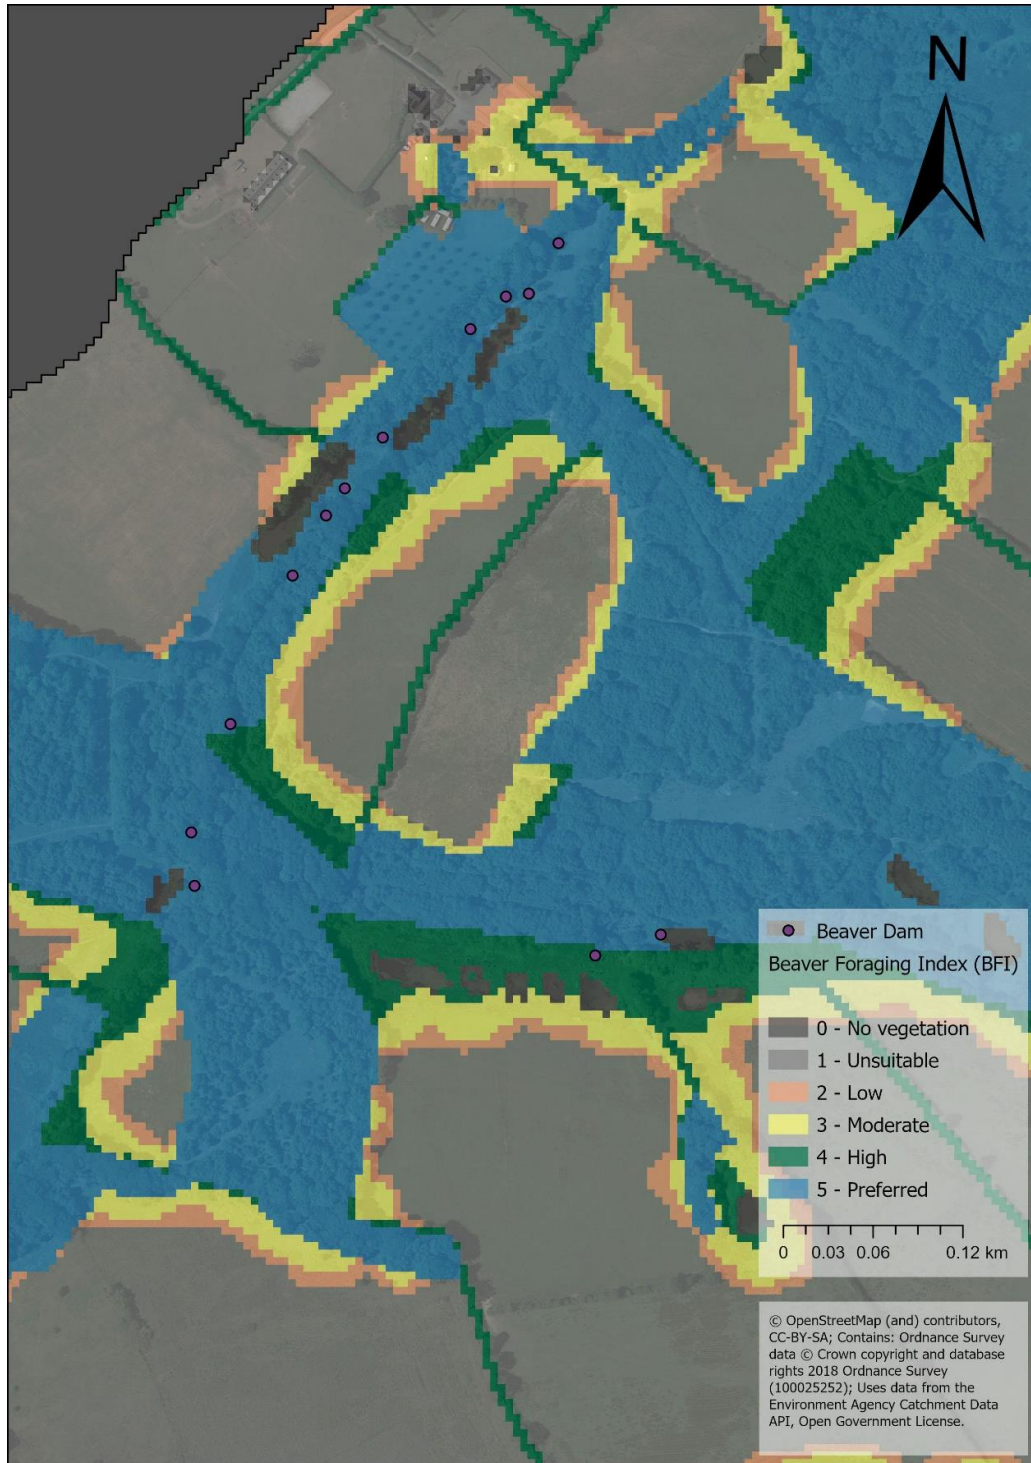 N
Beaver Dam
Beaver Foraging Index (BFI)
0 - No vegetation
1 - Unsuitable
2 - Low
3 - Moderate
4 - High
5 - Preferred
0 0.03 0.06 0.12 km
© OpenStreetMap (and) contributors,
CC-BY-SA; Contains: Ordnance Survey
data © Crown copyright and database
rights 2018 Ordnance Survey
(100025252); Uses data from the
Environment Agency Catchment Data
API, Open Government License.